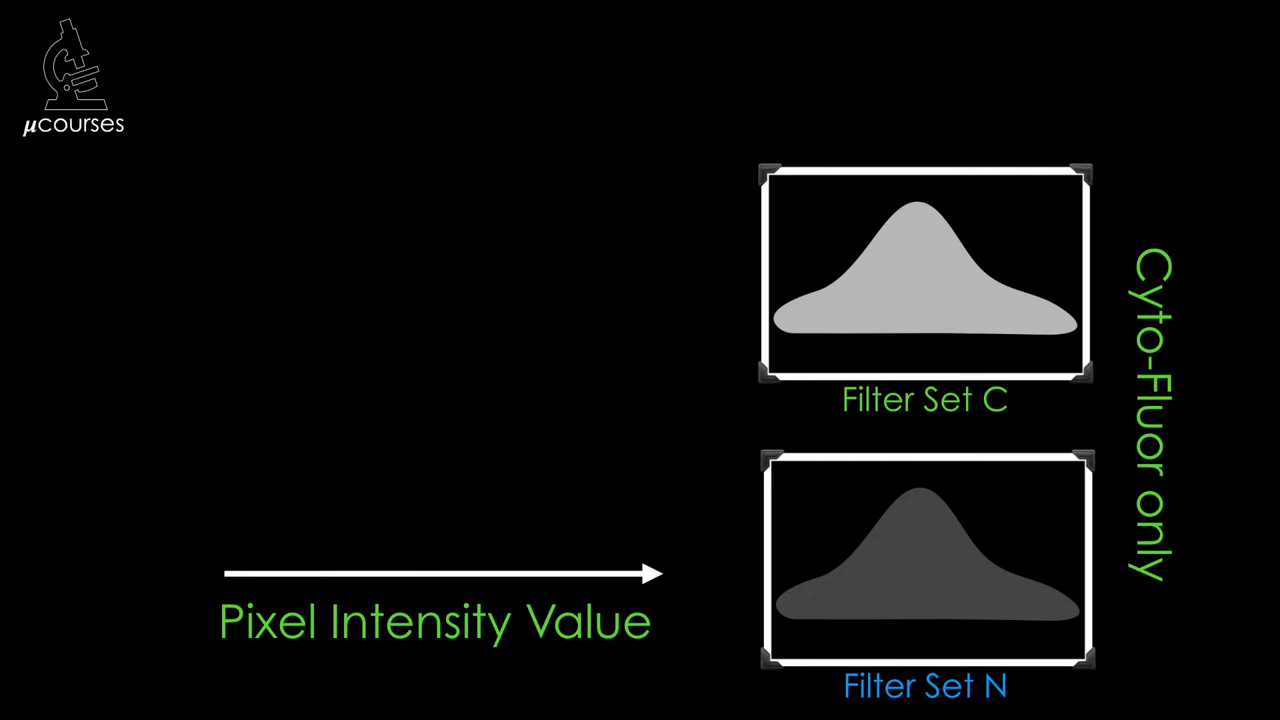 µcourses
Filter Set C
Cyto-Fluor only
Pixel Intensity Value
Filter Set N